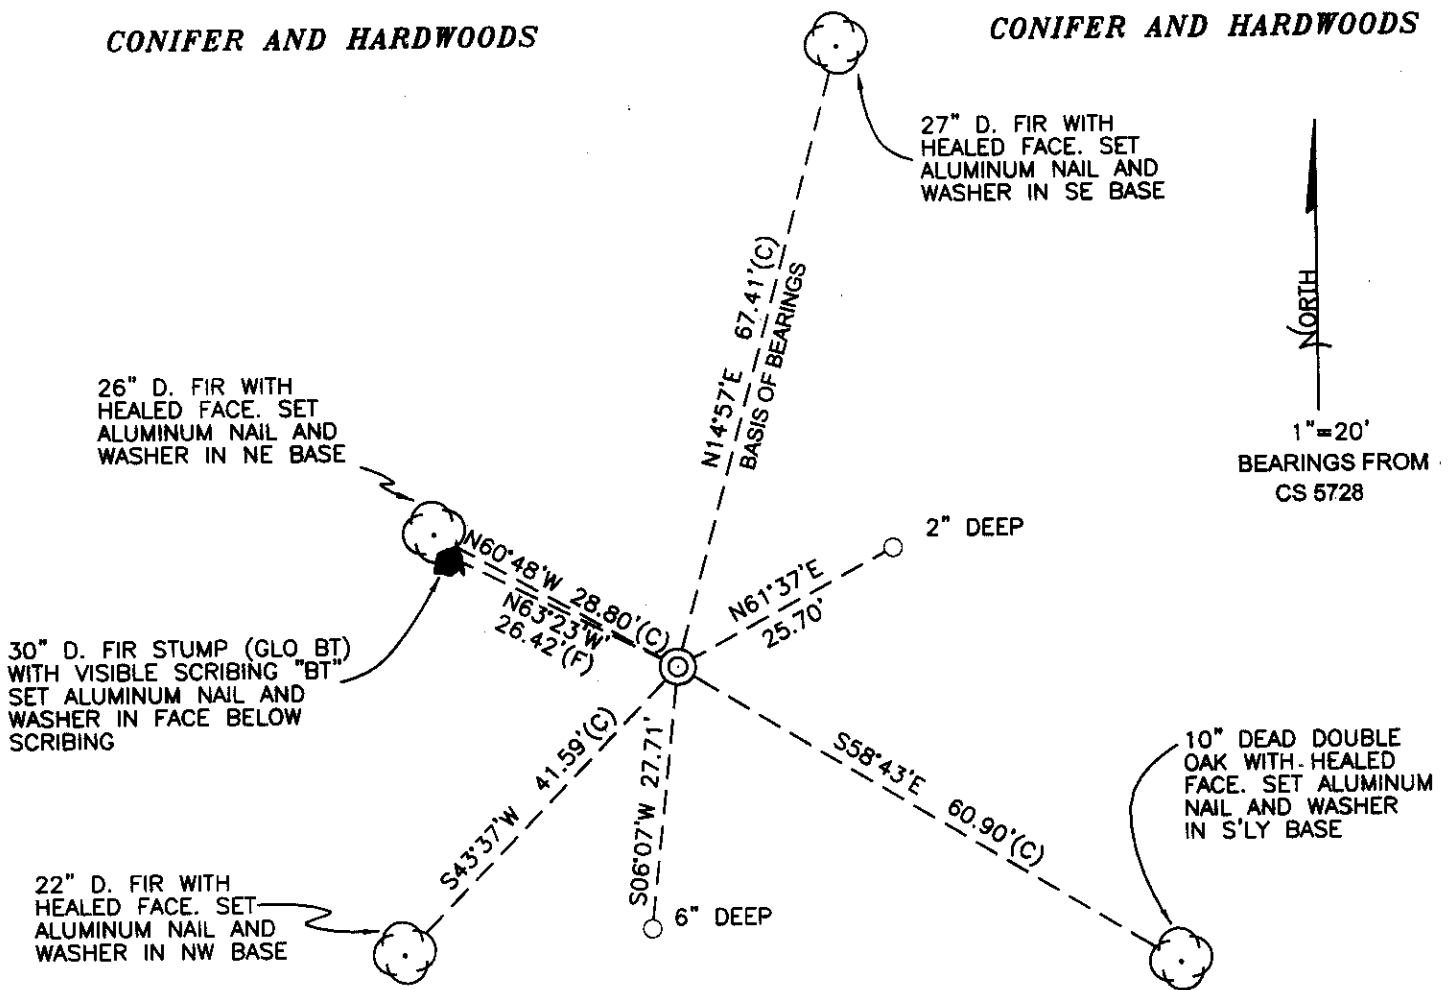 CONIFER AND HARDWOODS
CONIFER AND HARDWOODS
27" D. FIR WITH
HEALED FACE. SET
ALUMINUM NAIL AND
WASHER IN SE BASE
N14°57'E 67.41'(C)
BASIS OF BEARINGS
NORTH
1"=20'
BEARINGS FROM
CS 5728
26" D. FIR WITH
HEALED FACE. SET
ALUMINUM NAIL AND
WASHER IN NE BASE
2" DEEP
N60°48'W 28.80'(C)
N63°23'W
26.42'(F)
N61°37'E
25.70'
30" D. FIR STUMP (GLO BT)
WITH VISIBLE SCRIBING "BT"
SET ALUMINUM NAIL AND
WASHER IN FACE BELOW
SCRIBING
S43°37'W 41.59'(C)
S06°07'W 27.71'
S58°43'E 60.90'(C)
10" DEAD DOUBLE
OAK WITH HEALED
FACE. SET ALUMINUM
NAIL AND WASHER
IN S'LY BASE
22" D. FIR WITH
HEALED FACE. SET
ALUMINUM NAIL AND
WASHER IN NW BASE
6" DEEP